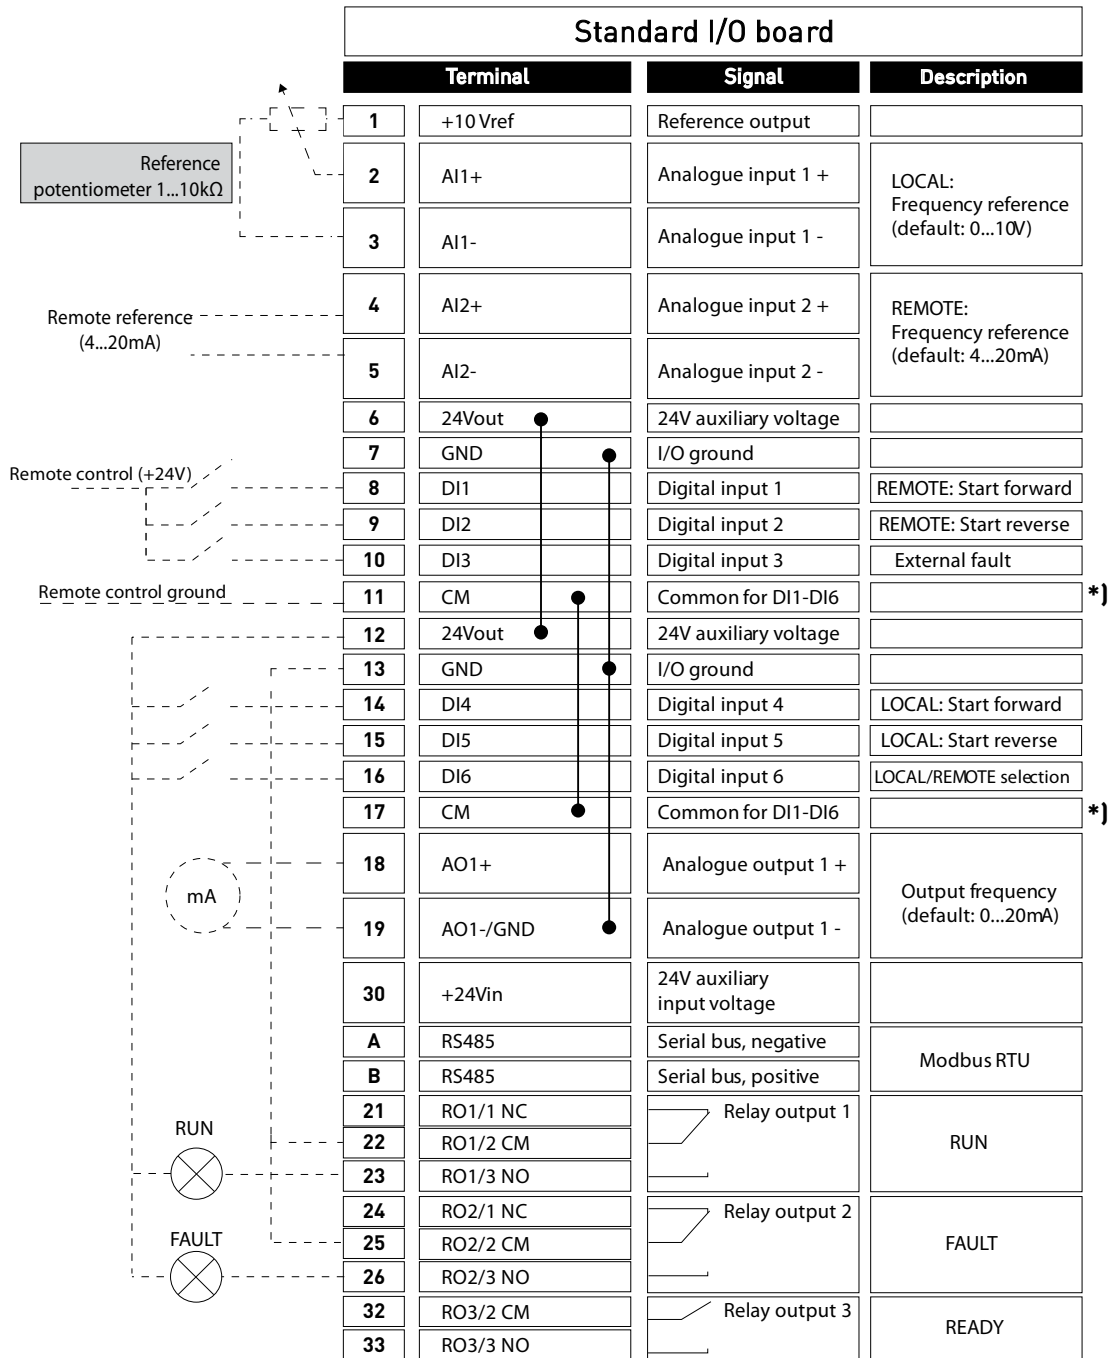 Standard I/O board
Terminal Signal Description
1 +10 Vref Reference output
Reference
potentiometer 1...10kΩ
2 AI1+ Analogue input 1 +
3 AI1- Analogue input 1 -
LOCAL:
Frequency reference
(default: 0...10V)
Remote reference
(4...20mA)
4 AI2+ Analogue input 2 +
5 AI2- Analogue input 2 -
REMOTE:
Frequency reference
(default: 4...20mA)
6 24Vout 24V auxiliary voltage
7 GND I/O ground
Remote control (+24V)
8 DI1 Digital input 1 REMOTE: Start forward
9 DI2 Digital input 2 REMOTE: Start reverse
10 DI3 Digital input 3 External fault
Remote control ground
11 CM Common for DI1-DI6 *)
12 24Vout 24V auxiliary voltage
13 GND I/O ground
14 DI4 Digital input 4 LOCAL: Start forward
15 DI5 Digital input 5 LOCAL: Start reverse
16 DI6 Digital input 6 LOCAL/REMOTE selection
17 CM Common for DI1-DI6 *)
mA
18 AO1+ Analogue output 1 +
19 AO1-/GND Analogue output 1 -
Output frequency
(default: 0...20mA)
30 +24Vin 24V auxiliary
input voltage
A RS485 Serial bus, negative
B RS485 Serial bus, positive
Modbus RTU
21 RO1/1 NC Relay output 1
RUN
22 RO1/2 CM RUN
23 RO1/3 NO
24 RO2/1 NC Relay output 2
FAULT
25 RO2/2 CM FAULT
26 RO2/3 NO
32 RO3/2 CM Relay output 3
33 RO3/3 NO
READY